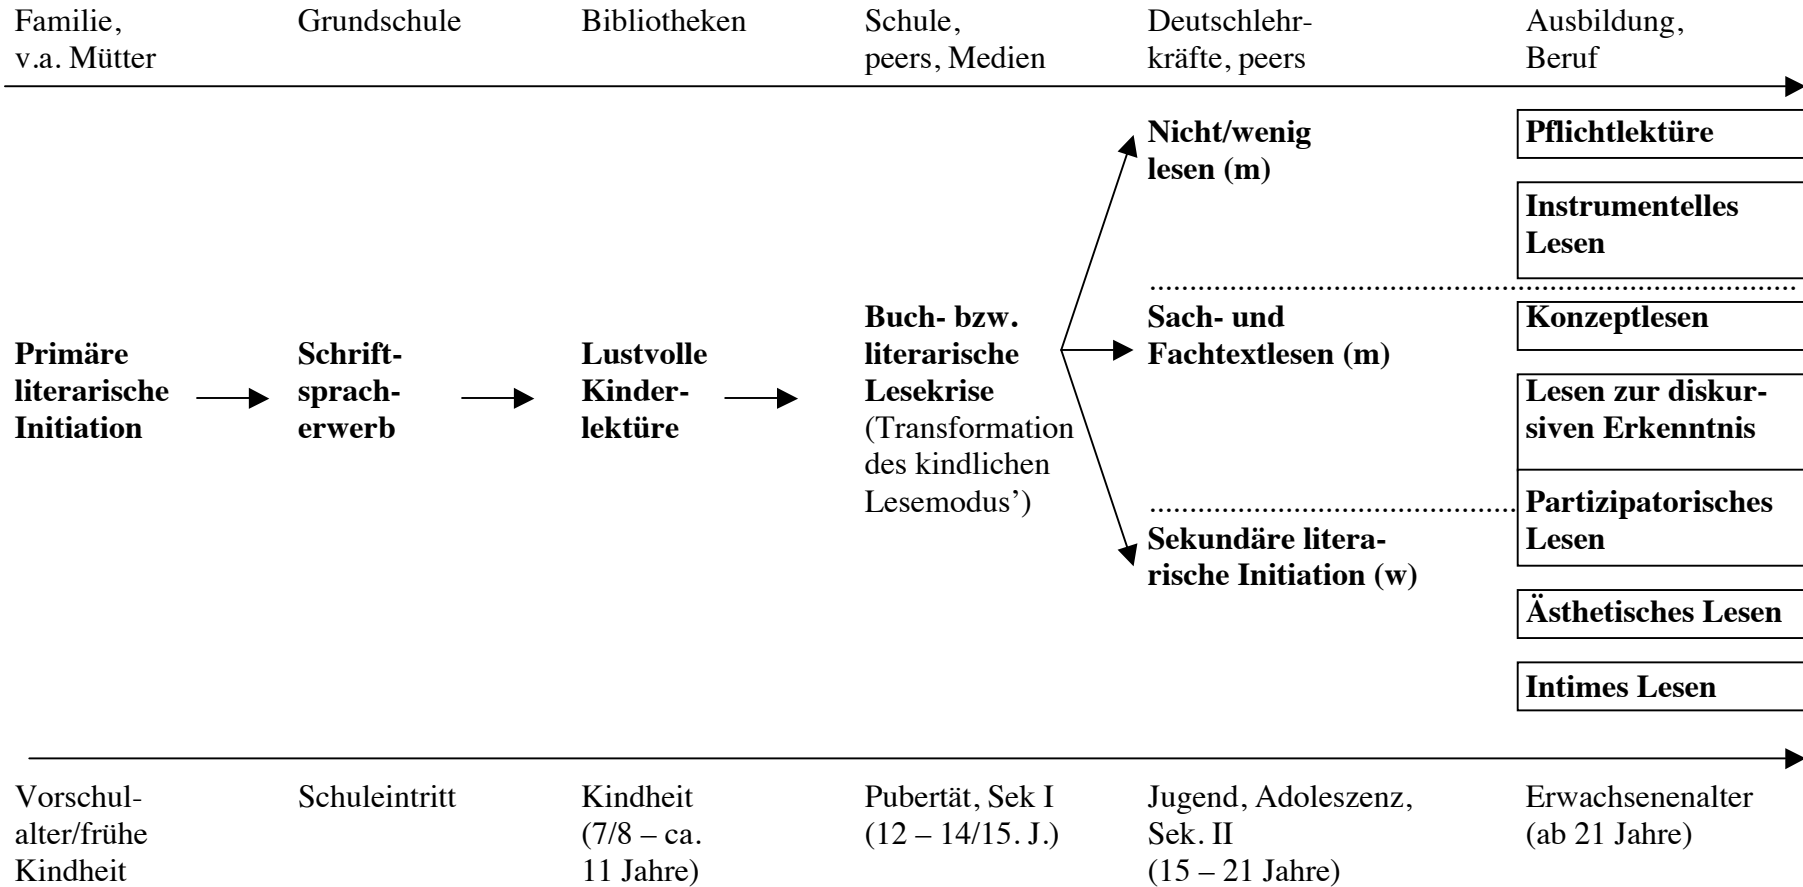 Familie,
v.a. Mütter
Grundschule
Bibliotheken
Schule,
peers, Medien
Deutschlehr-
kräfte, peers
Ausbildung,
Beruf
Primäre
literarische
Initiation
Schrift-
sprach-
erwerb
Lustvolle
Kinder-
lektüre
Buch- bzw.
literarische
Lesekrise
(Transformation
des kindlichen
Lesemodus’)
Nicht/wenig
lesen (m)
Sach- und
Fachtextlesen (m)
Sekundäre litera-
rische Initiation (w)
Pflichtlektüre
Instrumentelles
Lesen
Konzeptlesen
Lesen zur diskur-
siven Erkenntnis
Partizipatorisches
Lesen
Ästhetisches Lesen
Intimes Lesen
Vorschul-
alter/frühe
Kindheit
Schuleintritt
Kindheit
(7/8 – ca.
11 Jahre)
Pubertät, Sek I
(12 – 14/15. J.)
Jugend, Adoleszenz,
Sek. II
(15 – 21 Jahre)
Erwachsenenalter
(ab 21 Jahre)